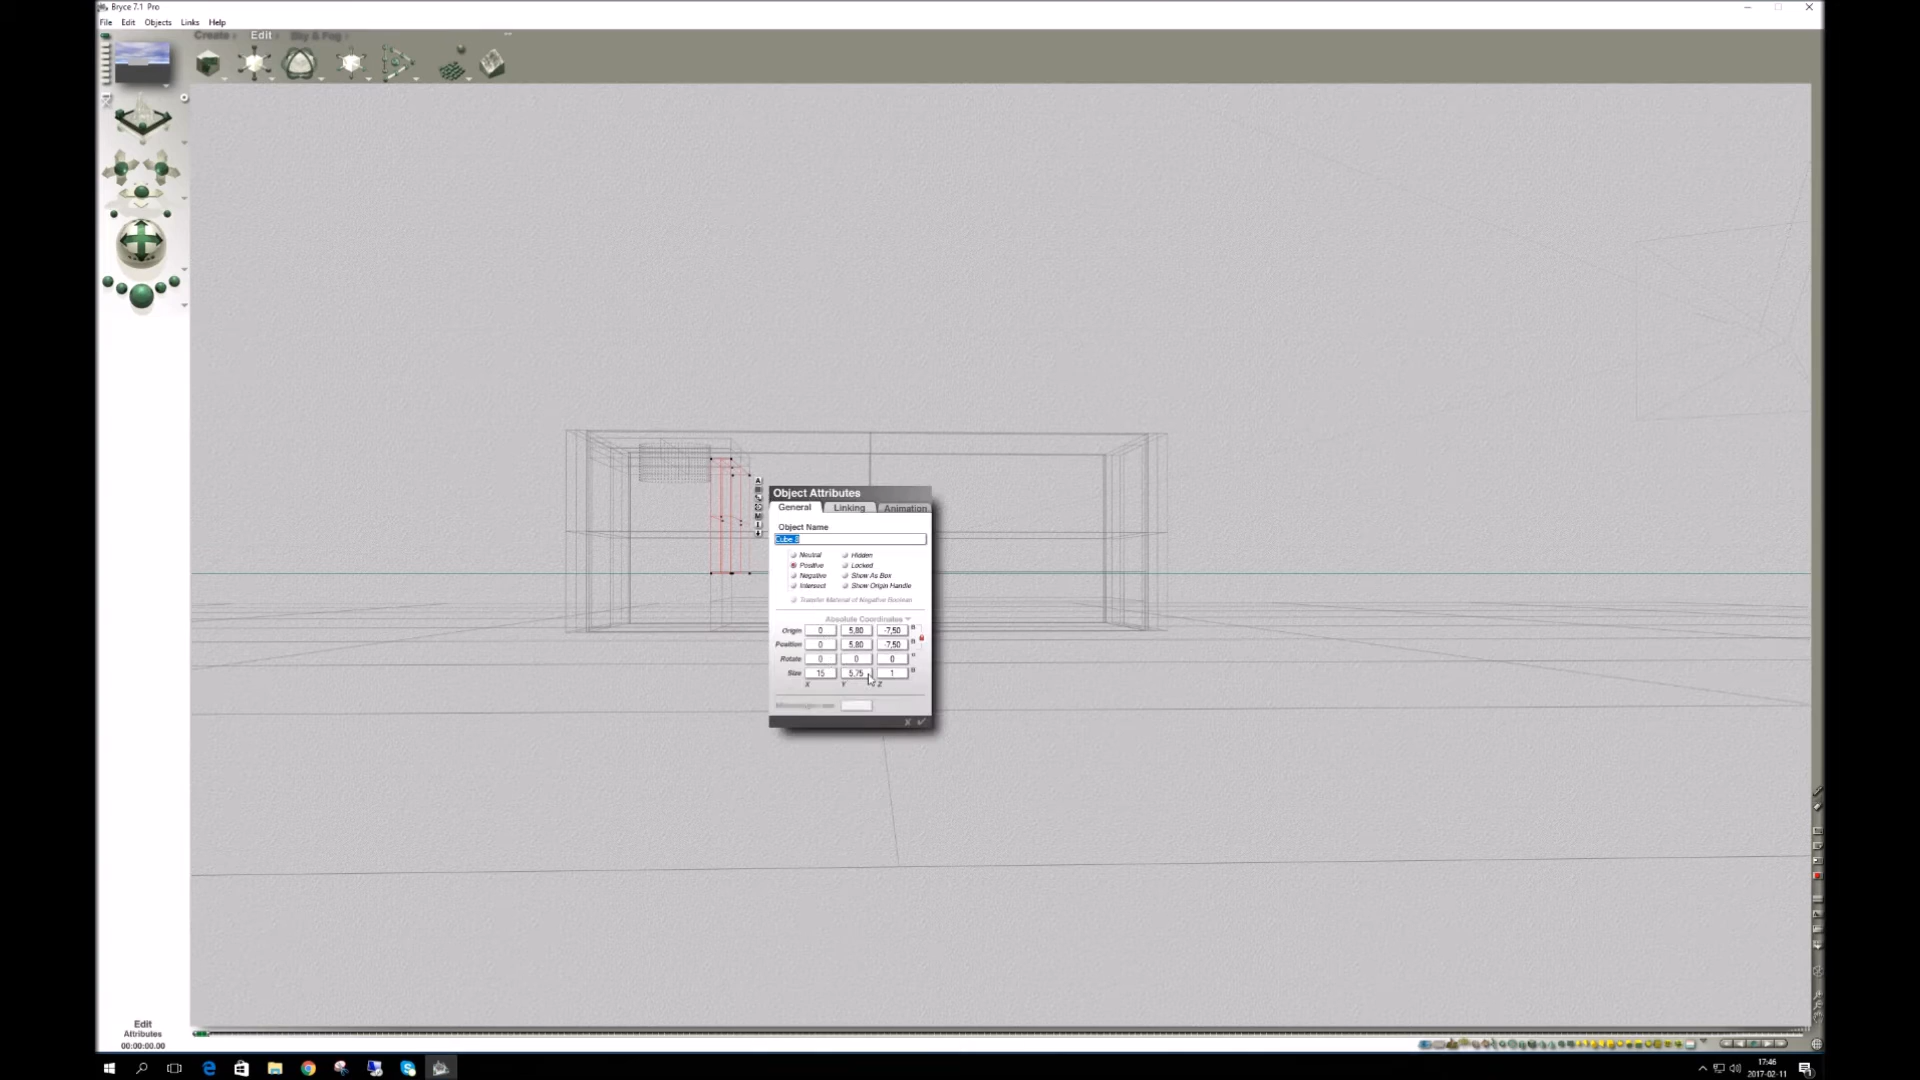 Bryce 7.1 Pro
File Edit Objects Links Help
Create Edit Sky & Fog
Object Attributes
General Linking Animation
Object Name
Cube 8
Neutral Hidden
Positive Locked
Negative Show As Box
Intersect Show Origin Handle
Transfer Material of Negative Boolean
Absolute Coordinates
Origin 0 5,80 -7,50
Position 0 5,80 -7,50
Rotate 0 0 0
Size 15 5,75 1
X Y Z
A
M
Edit
Attributes
00:00:00.00
17:46
2017-02-11